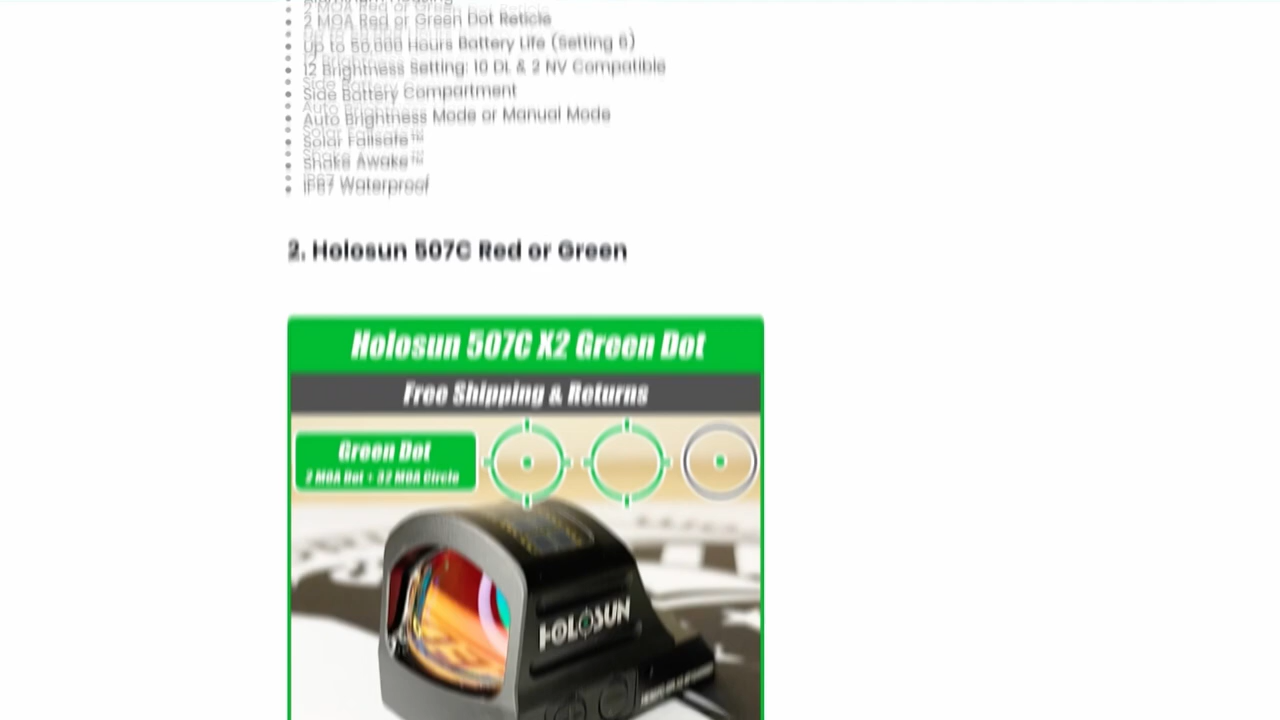 2 MOA Red or Green Dot Reticle
Up to 50,000 Hours Battery Life (Setting 6)
12 Brightness Setting: 10 DL & 2 NV Compatible
Side Battery Compartment
Auto Brightness Mode or Manual Mode
Solar Failsafe™
Shake Awake™
IP67 Waterproof
2. Holosun 507C Red or Green
Holosun 507C X2 Green Dot
Free Shipping & Returns
Green Dot
2 MOA Dot + 32 MOA Circle
HOLOSUN